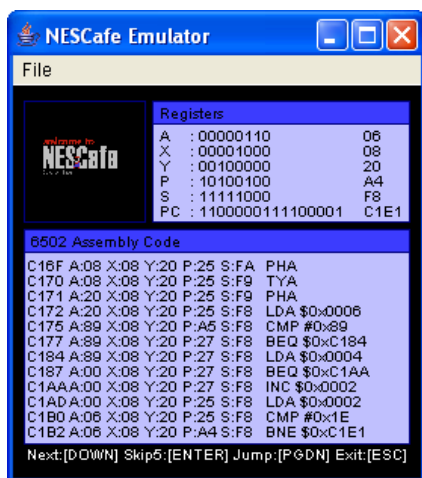 NESCafe Emulator
File
welcome to
NESCafe
Registers
A : 00000110 06
X : 00001000 08
Y : 00100000 20
P : 10100100 A4
S : 11111000 F8
PC : 1100000111100001 C1E1
6502 Assembly Code
C16F A:08 X:08 Y:20 P:25 S:FA PHA
C170 A:08 X:08 Y:20 P:25 S:F9 TYA
C171 A:20 X:08 Y:20 P:25 S:F9 PHA
C172 A:20 X:08 Y:20 P:25 S:F8 LDA $0x0006
C175 A:89 X:08 Y:20 P:A5 S:F8 CMP #0x89
C177 A:89 X:08 Y:20 P:27 S:F8 BEQ $0xC184
C184 A:89 X:08 Y:20 P:27 S:F8 LDA $0x0004
C187 A:00 X:08 Y:20 P:27 S:F8 BEQ $0xC1AA
C1AA A:00 X:08 Y:20 P:27 S:F8 INC $0x0002
C1AD A:00 X:08 Y:20 P:25 S:F8 LDA $0x0002
C1B0 A:06 X:08 Y:20 P:25 S:F8 CMP #0x1E
C1B2 A:06 X:08 Y:20 P:A4 S:F8 BNE $0xC1E1
Next:[DOWN] Skip5:[ENTER] Jump:[PGDN] Exit:[ESC]